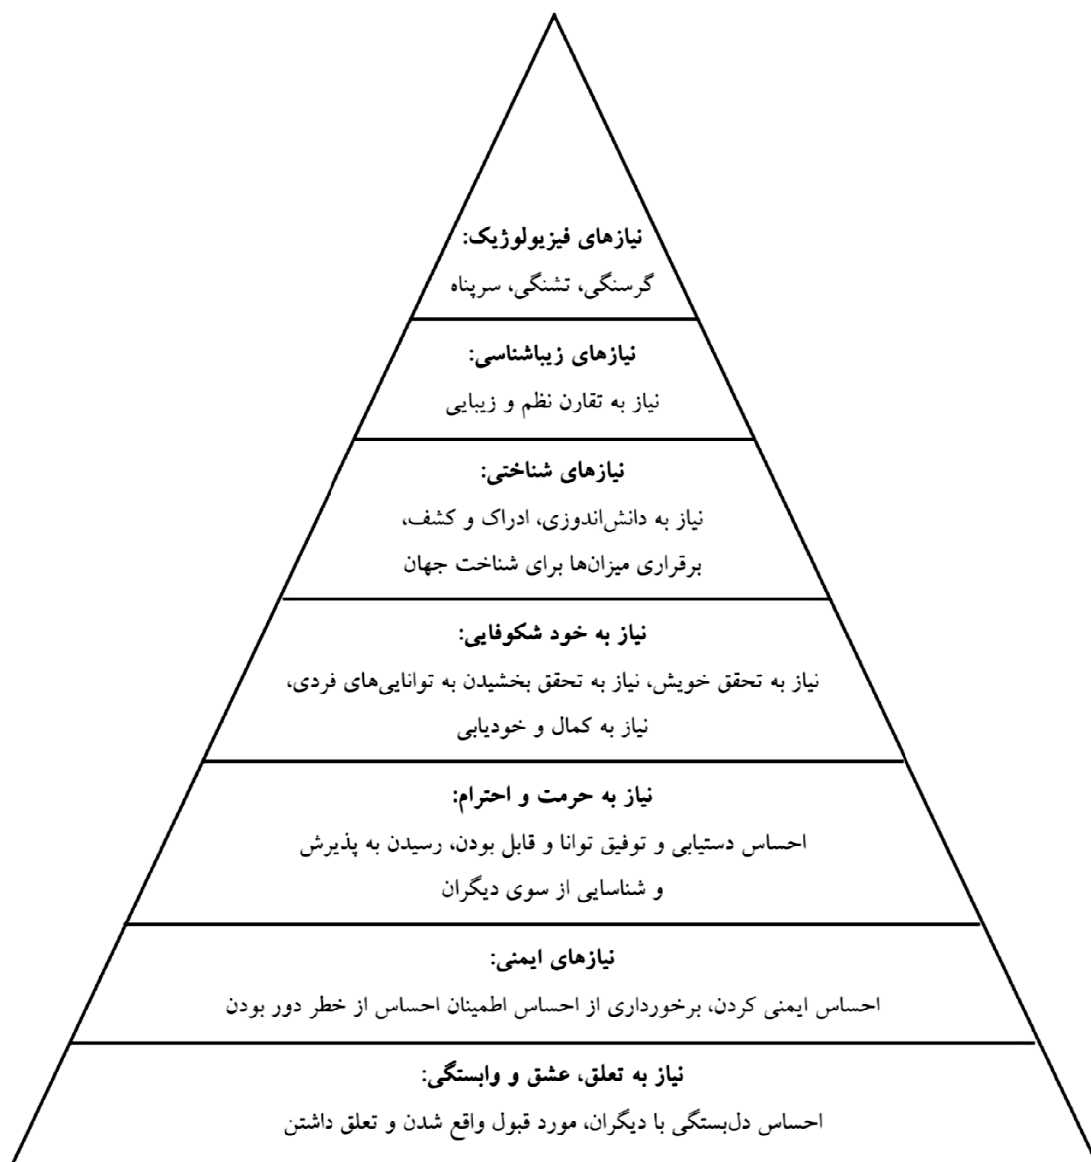 نیازهای فیزیولوژیک:
گرسنگی، تشنگی، سرپناه
نیازهای زیباشناسی:
نیاز به تقارن نظم و زیبایی
نیازهای شناختی:
نیاز به دانش‌اندوزی، ادراک و کشف،
برقراری میزان‌ها برای شناخت جهان
نیاز به خود شکوفایی:
نیاز به تحقق خویش، نیاز به تحقق بخشیدن به توانایی‌های فردی،
نیاز به کمال و خودیابی
نیاز به حرمت و احترام:
احساس دستیابی و توفیق توانا و قابل بودن، رسیدن به پذیرش
و شناسایی از سوی دیگران
نیازهای ایمنی:
احساس ایمنی کردن، برخورداری از احساس اطمینان احساس از خطر دور بودن
نیاز به تعلق، عشق و وابستگی:
احساس دل‌بستگی با دیگران، مورد قبول واقع شدن و تعلق داشتن